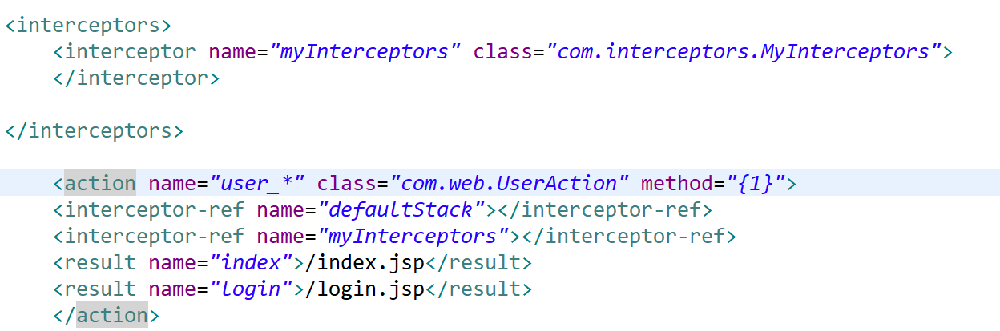 <interceptors>
<interceptor name="myInterceptors" class="com.interceptors.MyInterceptors">
</interceptor>
</interceptors>
<action name="user_*" class="com.web.UserAction" method="{1}">
<interceptor-ref name="defaultStack"></interceptor-ref>
<interceptor-ref name="myInterceptors"></interceptor-ref>
<result name="index">/index.jsp</result>
<result name="login">/login.jsp</result>
</action>